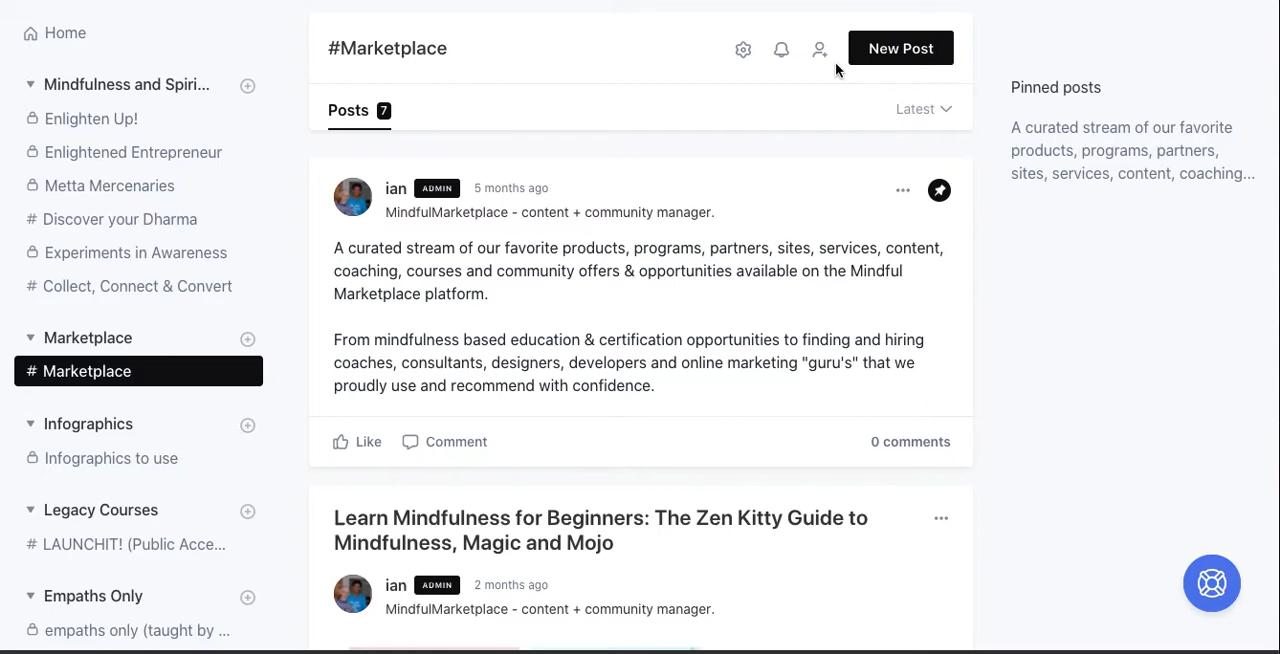 Home
Mindfulness and Spiri...
Enlighten Up!
Enlightened Entrepreneur
Metta Mercenaries
# Discover your Dharma
Experiments in Awareness
# Collect, Connect & Convert
Marketplace
# Marketplace
Infographics
Infographics to use
Legacy Courses
# LAUNCHIT! (Public Acce...
Empaths Only
empaths only (taught by ...
#Marketplace
New Post
Posts 7
Latest
ian ADMIN 5 months ago
MindfulMarketplace - content + community manager.
A curated stream of our favorite products, programs, partners, sites, services, content,
coaching, courses and community offers & opportunities available on the Mindful
Marketplace platform.
From mindfulness based education & certification opportunities to finding and hiring
coaches, consultants, designers, developers and online marketing "guru's" that we
proudly use and recommend with confidence.
Like Comment 0 comments
Learn Mindfulness for Beginners: The Zen Kitty Guide to
Mindfulness, Magic and Mojo
ian ADMIN 2 months ago
MindfulMarketplace - content + community manager.
Pinned posts
A curated stream of our favorite
products, programs, partners,
sites, services, content, coaching...